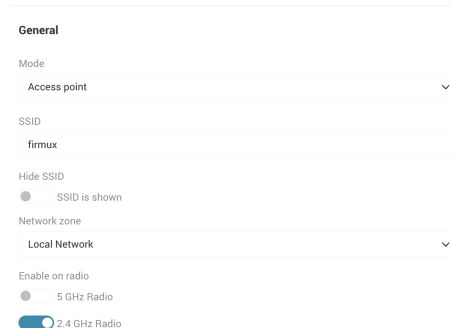 General
Mode
Access point
SSID
firmux
Hide SSID
SSID is shown
Network zone
Local Network
Enable on radio
5 GHz Radio
2.4 GHz Radio